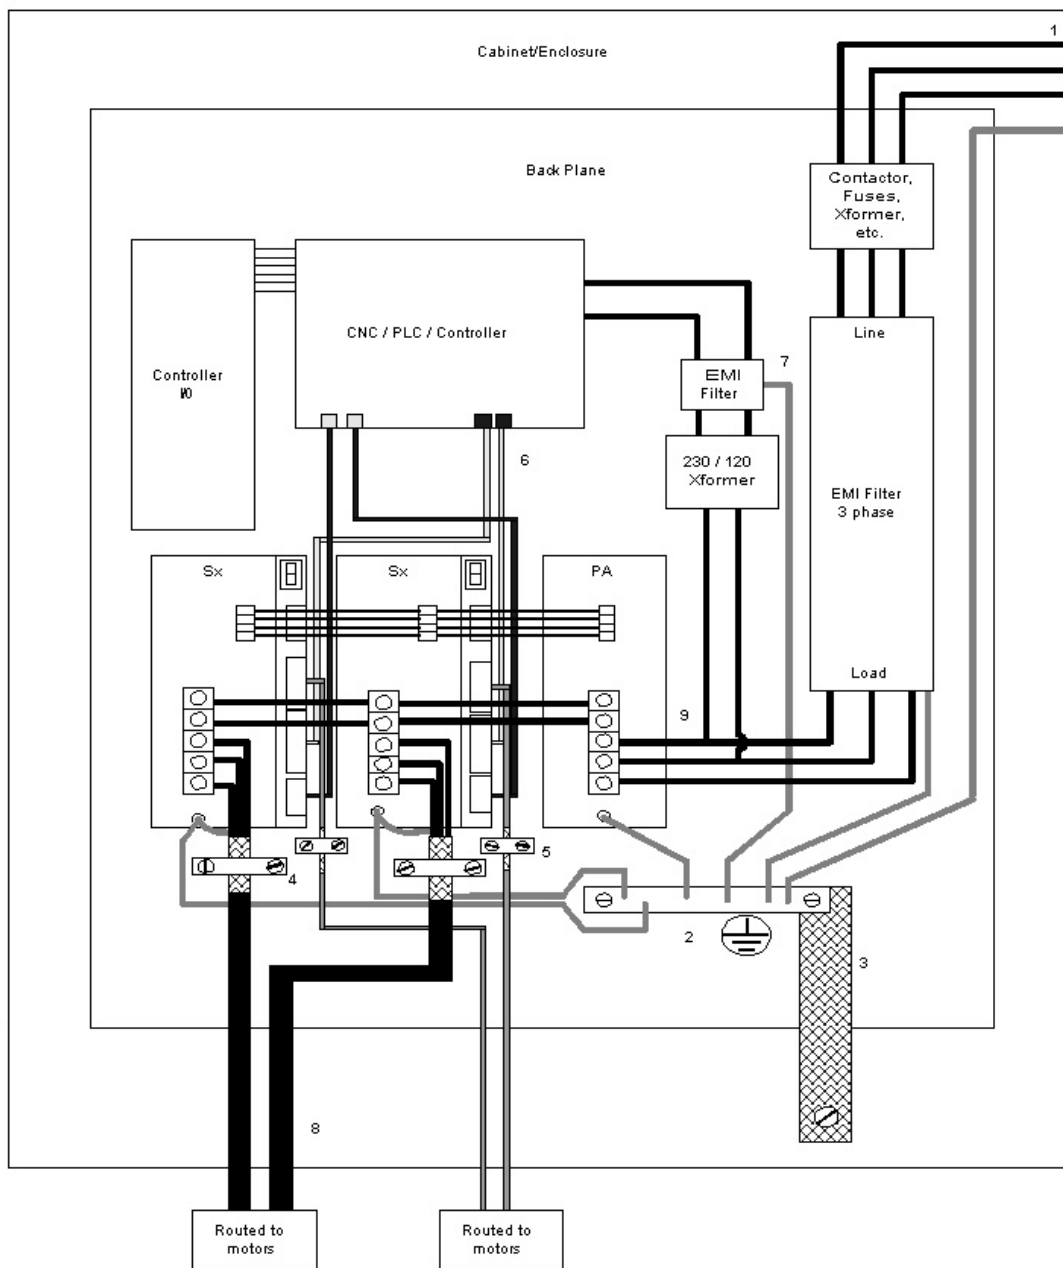 1
Cabinet/Enclosure
Back Plane
Contactor,
Fuses,
Xformer,
etc.
CNC / PLC / Controller
Line
7
EMI
Filter
Controller
I/O
6
230 / 120
Xformer
EMI Filter
3 phase
Sx
Sx
PA
Load
9
5
4
2
3
8
Routed to
motors
Routed to
motors